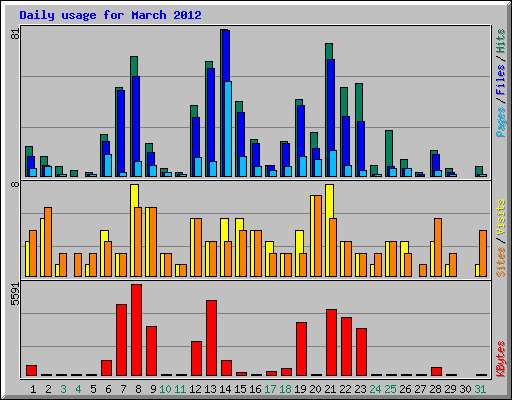 Daily usage for March 2012
81
Pages / Files / Hits
8
Sites / Visits
5591
KBytes
1 2 3 4 5 6 7 8 9 10 11 12 13 14 15 16 17 18 19 20 21 22 23 24 25 26 27 28 29 30 31